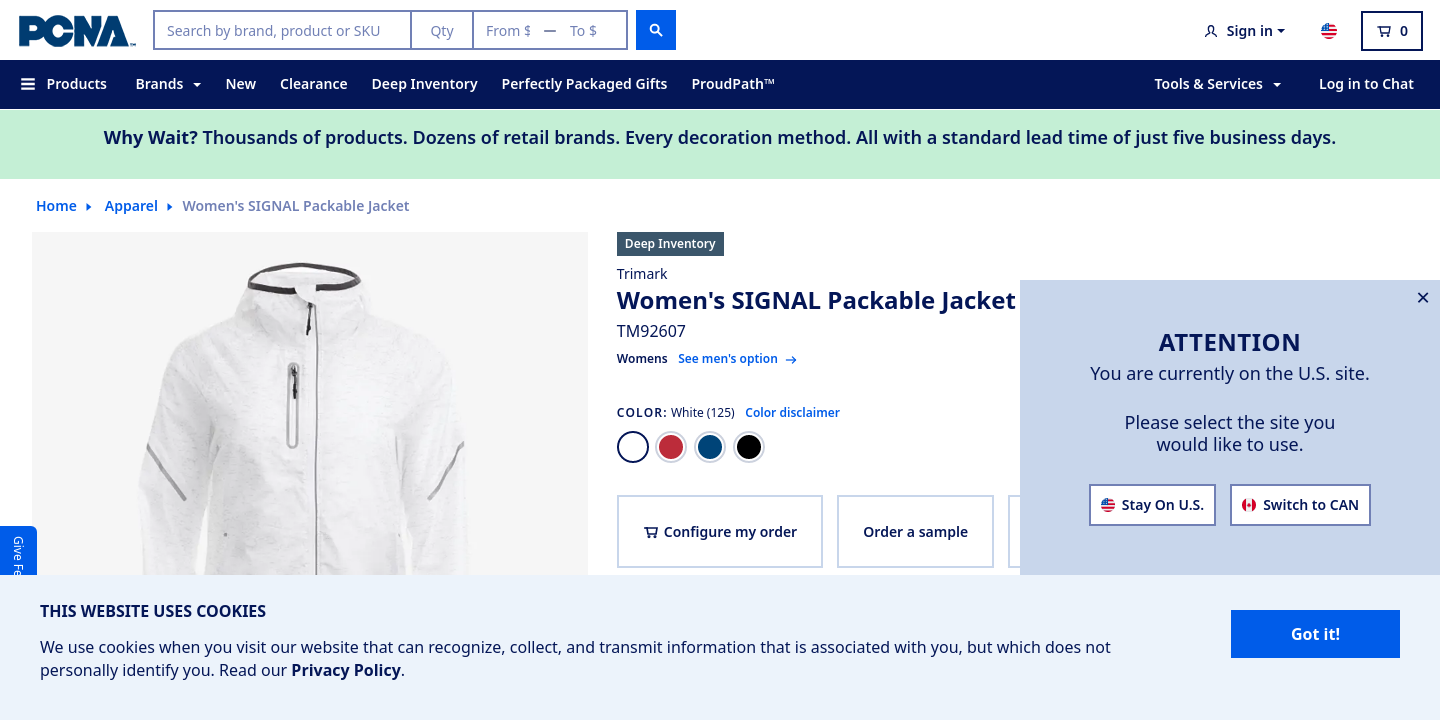 PCNA™
Search by brand, product or SKU
Qty
From $ — To $
Sign in
0
Products
Brands
New
Clearance
Deep Inventory
Perfectly Packaged Gifts
ProudPath™
Tools & Services
Log in to Chat
Why Wait? Thousands of products. Dozens of retail brands. Every decoration method. All with a standard lead time of just five business days.
Home
Apparel
Women's SIGNAL Packable Jacket
Deep Inventory
Trimark
Women's SIGNAL Packable Jacket
TM92607
Womens See men's option
COLOR: White (125) Color disclaimer
Configure my order
Order a sample
×
ATTENTION
You are currently on the U.S. site.
Please select the site you
would like to use.
Stay On U.S.
Switch to CAN
Give
THIS WEBSITE USES COOKIES
We use cookies when you visit our website that can recognize, collect, and transmit information that is associated with you, but which does not
personally identify you. Read our Privacy Policy.
Got it!